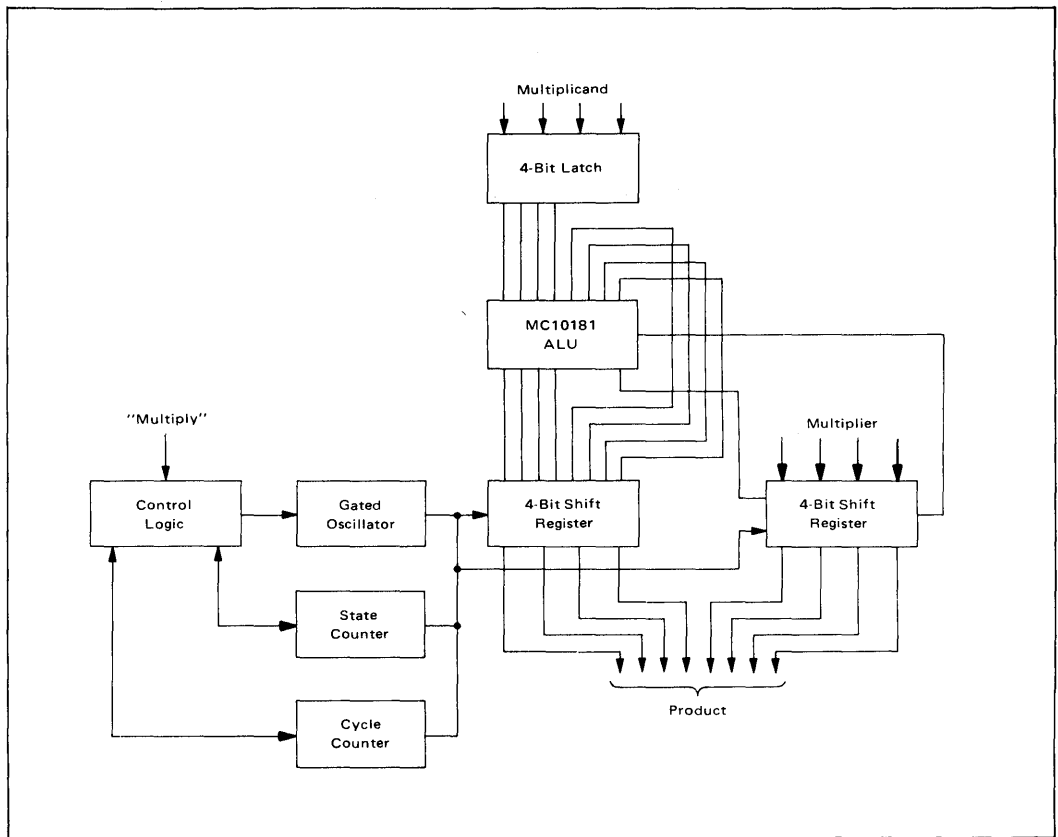 Multiplicand
4-Bit Latch
MC10181
ALU
"Multiply"
Multiplier
Control
Logic
Gated
Oscillator
4-Bit Shift
Register
4-Bit Shift
Register
State
Counter
Cycle
Counter
Product